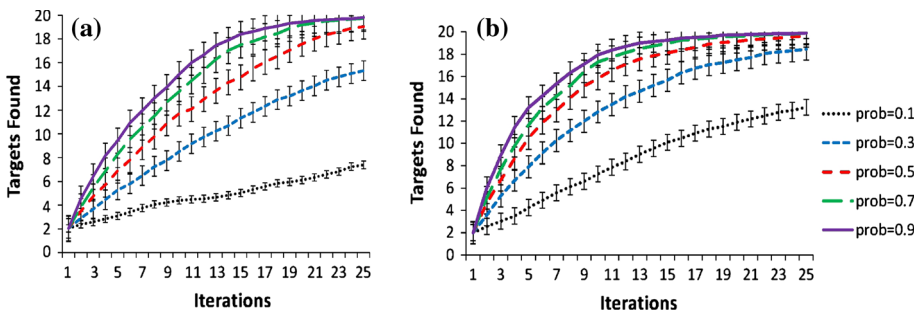 (a)
Targets Found
20
18
16
14
12
10
8
6
4
2
0
1 3 5 7 9 11 13 15 17 19 21 23 25
Iterations
(b)
Targets Found
20
18
16
14
12
10
8
6
4
2
0
1 3 5 7 9 11 13 15 17 19 21 23 25
Iterations
prob=0.1
prob=0.3
prob=0.5
prob=0.7
prob=0.9